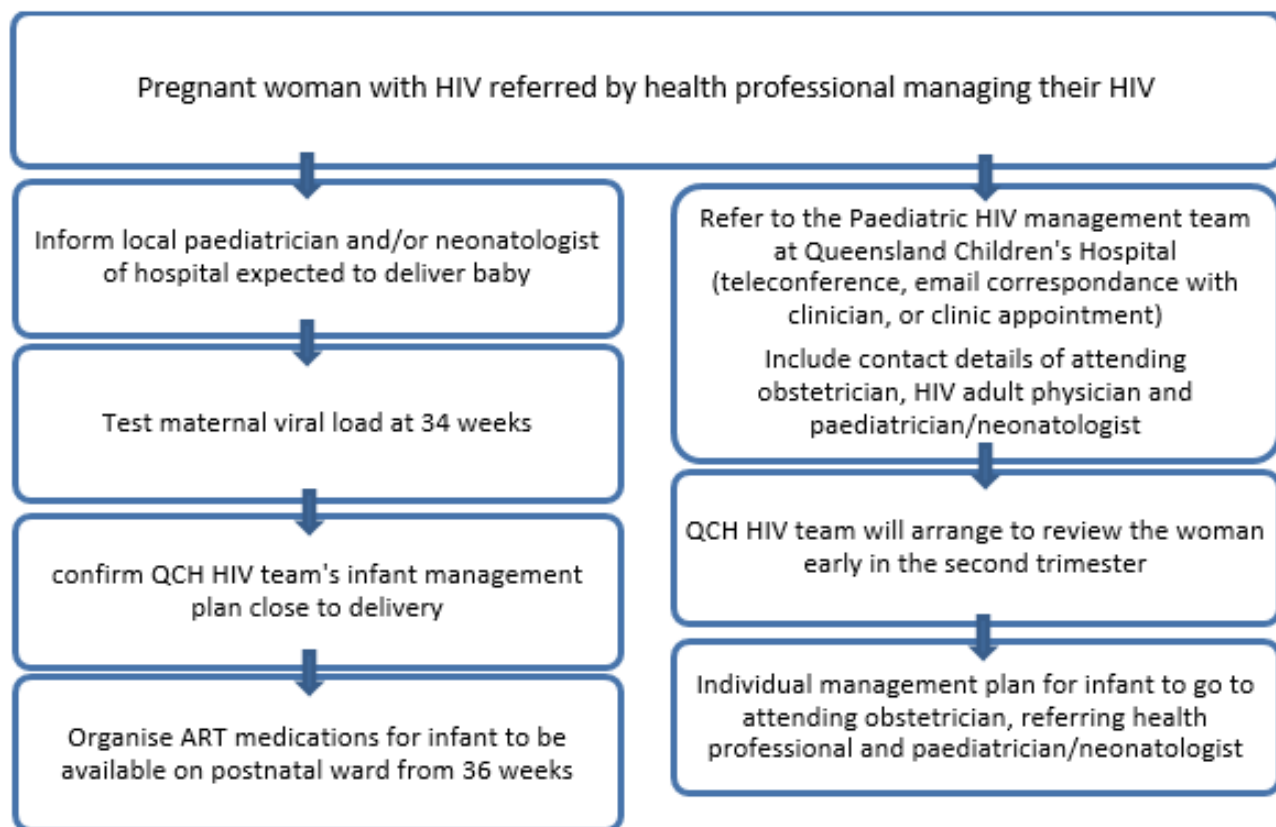 Pregnant woman with HIV referred by health professional managing their HIV
Inform local paediatrician and/or neonatologist
of hospital expected to deliver baby
Test maternal viral load at 34 weeks
confirm QCH HIV team's infant management
plan close to delivery
Organise ART medications for infant to be
available on postnatal ward from 36 weeks
Refer to the Paediatric HIV management team
at Queensland Children's Hospital
(teleconference, email correspondance with
clinician, or clinic appointment)
Include contact details of attending
obstetrician, HIV adult physician and
paediatrician/neonatologist
QCH HIV team will arrange to review the woman
early in the second trimester
Individual management plan for infant to go to
attending obstetrician, referring health
professional and paediatrician/neonatologist